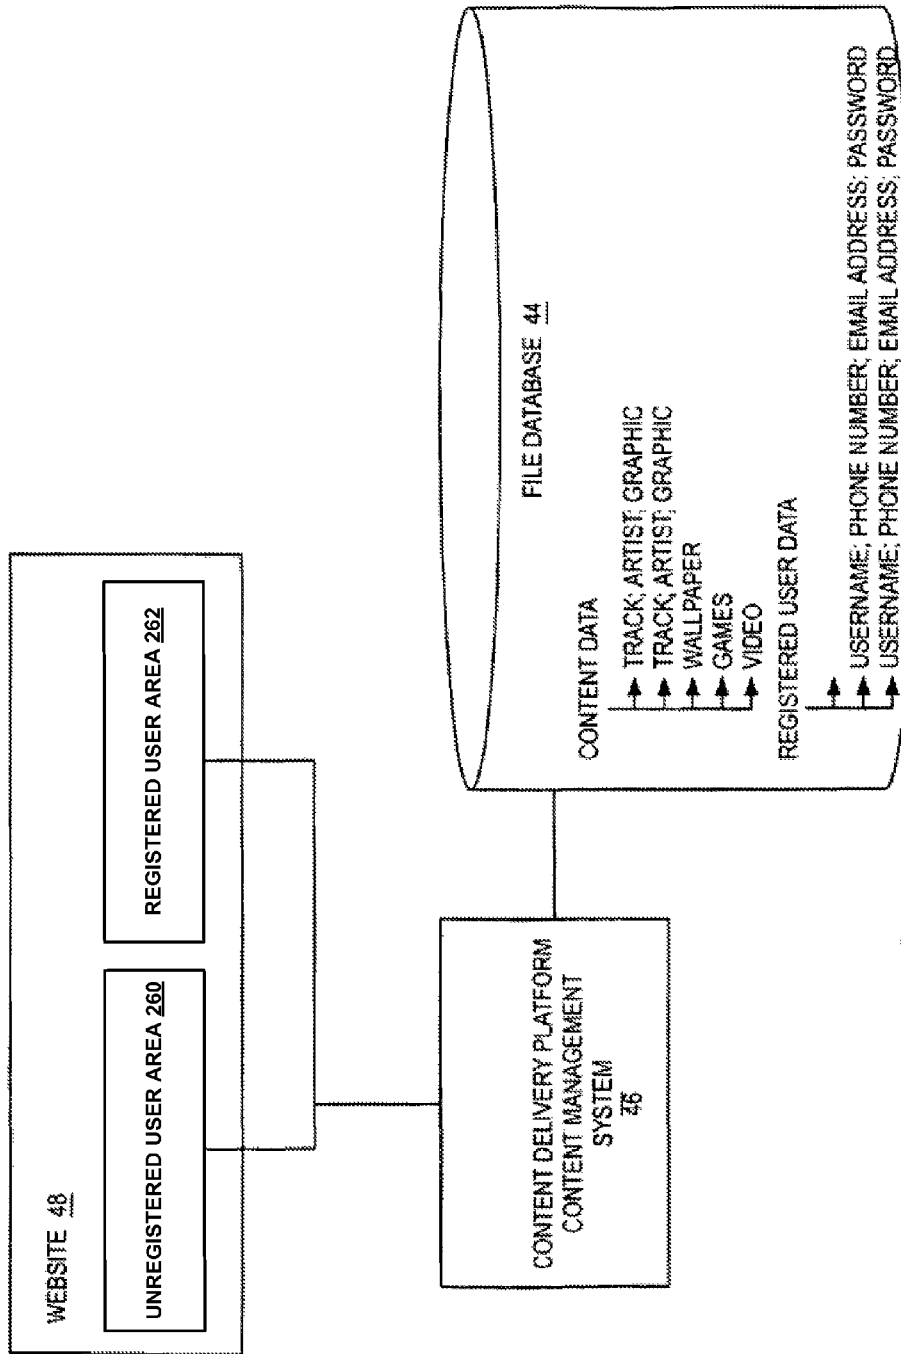 WEBSITE 48
UNREGISTERED USER AREA 260
REGISTERED USER AREA 262
CONTENT DELIVERY PLATFORM
CONTENT MANAGEMENT
SYSTEM
46
FILE DATABASE 44
CONTENT DATA
TRACK; ARTIST; GRAPHIC
TRACK; ARTIST; GRAPHIC
WALLPAPER
GAMES
VIDEO
REGISTERED USER DATA
USERNAME; PHONE NUMBER; EMAIL ADDRESS; PASSWORD
USERNAME; PHONE NUMBER; EMAIL ADDRESS; PASSWORD